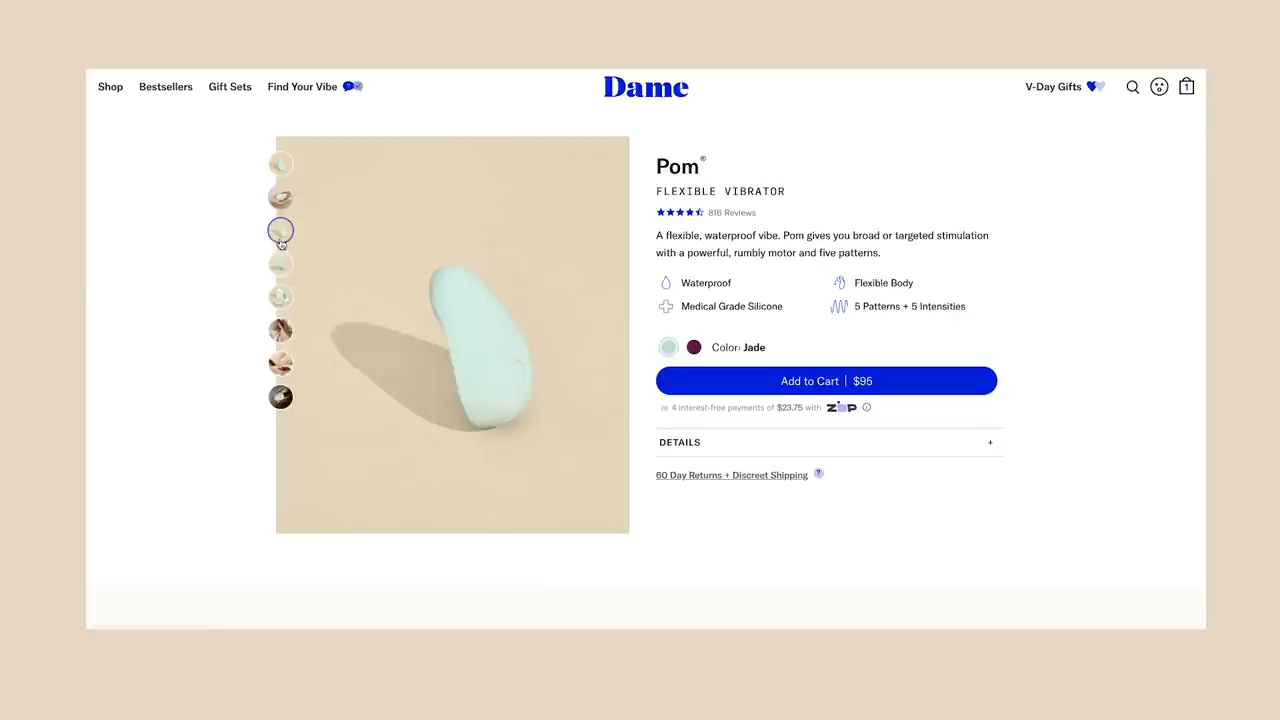 Shop Bestsellers Gift Sets Find Your Vibe ?
Dame
V-Day Gifts 1
Pom®
FLEXIBLE VIBRATOR
816 Reviews
A flexible, waterproof vibe. Pom gives you broad or targeted stimulation
with a powerful, rumbly motor and five patterns.
Waterproof
Flexible Body
Medical Grade Silicone
5 Patterns + 5 Intensities
Color: Jade
Add to Cart | $95
or 4 interest-free payments of $23.75 with ZIP
DETAILS +
60 Day Returns + Discreet Shipping ?